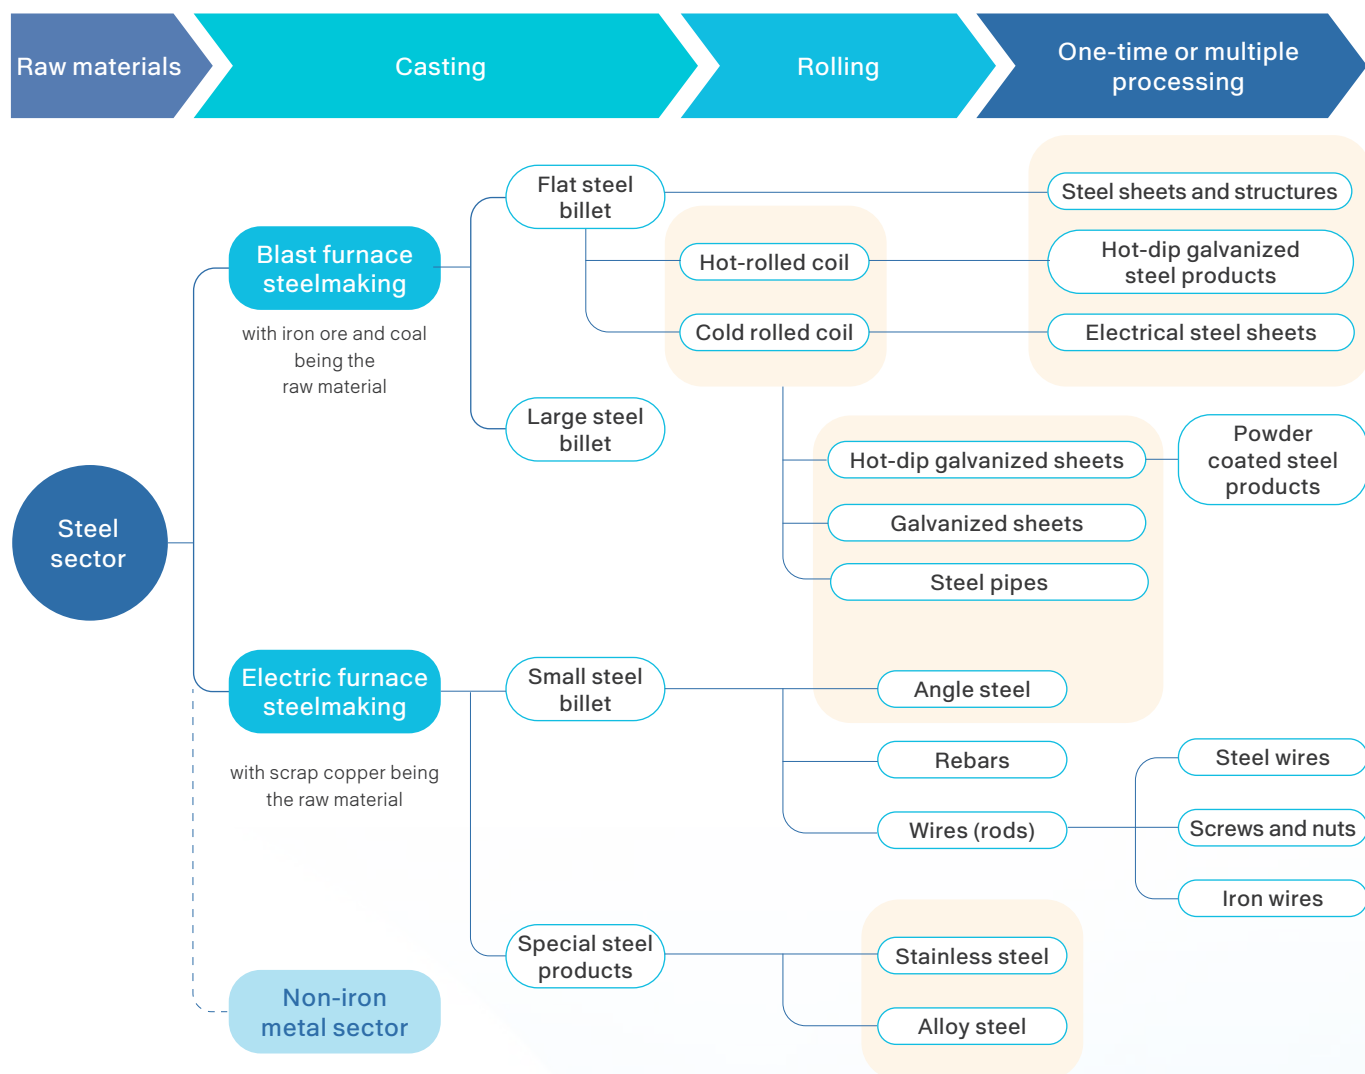 Raw materials
Casting
Rolling
One-time or multiple
processing
Flat steel
billet
Steel sheets and structures
Blast furnace
steelmaking
Hot-rolled coil
Hot-dip galvanized
steel products
with iron ore and coal
being the
raw material
Cold rolled coil
Electrical steel sheets
Large steel
billet
Hot-dip galvanized sheets
Powder
coated steel
products
Steel
sector
Galvanized sheets
Steel pipes
Electric furnace
steelmaking
Small steel
billet
Angle steel
with scrap copper being
the raw material
Rebars
Steel wires
Wires (rods)
Screws and nuts
Iron wires
Special steel
products
Stainless steel
Non-iron
metal sector
Alloy steel